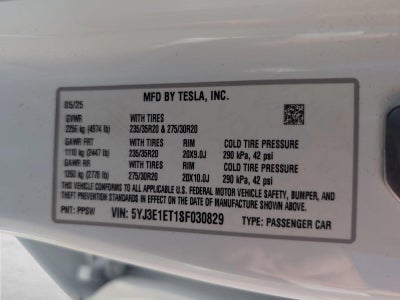 MFD BY TESLA, INC.
05/25
GVWR WITH TIRES
2256 kg (4974 lb) 235/35R20 & 275/30R20
GAWR FRT WITH TIRES RIM COLD TIRE PRESSURE
1110 kg (2447 lb) 235/35R20 20X9.0J 290 kPa, 42 psi
GAWR RR WITH TIRES RIM COLD TIRE PRESSURE
1260 kg (2778 lb) 275/30R20 20X10.0J 290 kPa, 42 psi
THIS VEHICLE CONFORMS TO ALL APPLICABLE U.S. FEDERAL MOTOR VEHICLE SAFETY, BUMPER, AND
THEFT PREVENTION STANDARDS IN EFFECT ON THE DATE OF MANUFACTURE SHOWN ABOVE.
PNT: PPSW VIN: 5YJ3E1ET1SF030829 TYPE: PASSENGER CAR